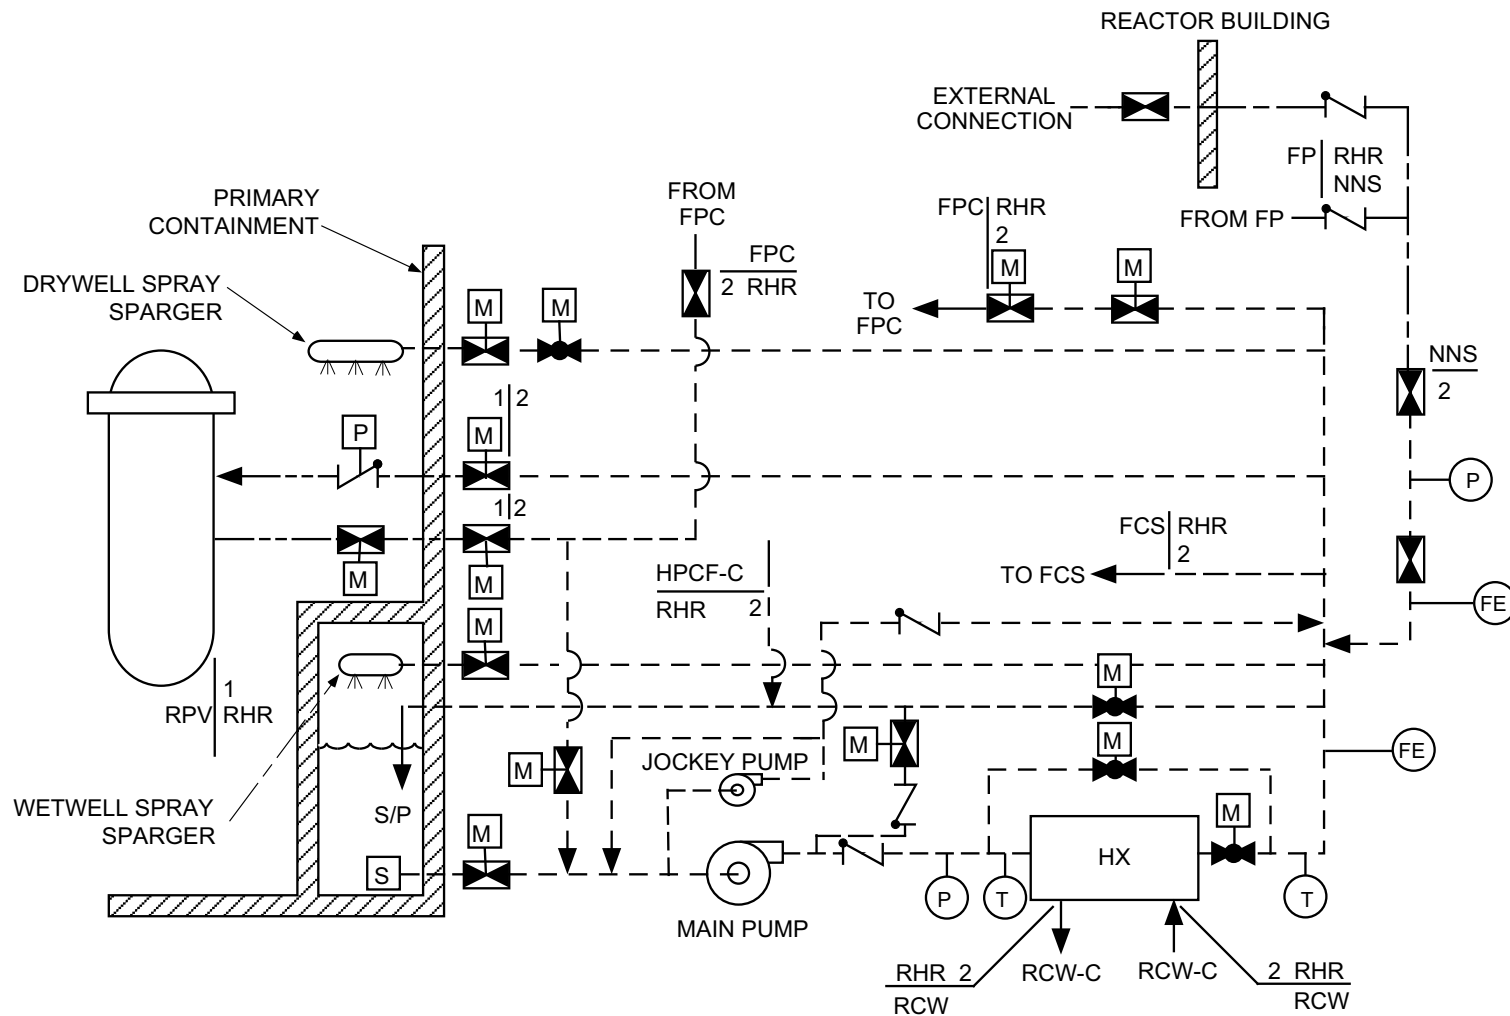 REACTOR BUILDING
EXTERNAL
CONNECTION
FP RHR
NNS
FROM FP
PRIMARY
CONTAINMENT
FROM
FPC
FPC RHR
2
M
M
FPC
2 RHR
TO
FPC
DRYWELL SPRAY
SPARGER
M
M
NNS
2
1 2
P
M
P
1 2
M
M
FCS RHR
2
TO FCS
HPCF-C
RHR 2
FE
M
M
1
RPV RHR
M
M
M
FE
JOCKEY PUMP
WETWELL SPRAY
SPARGER
S/P
M
M
HX
S
P
T
T
MAIN PUMP
RHR 2
RCW
RCW-C
RCW-C
2 RHR
RCW